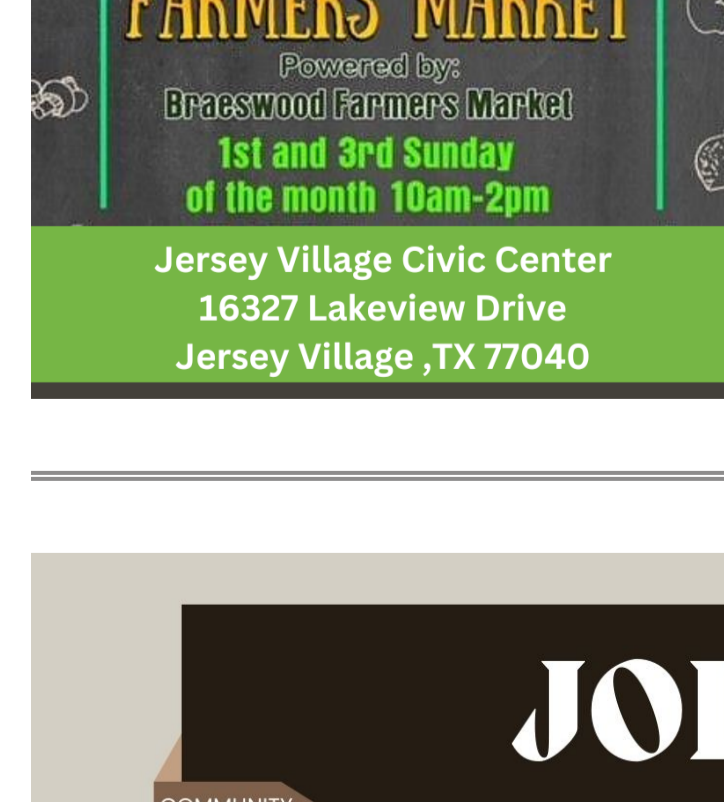 FARMERS MARKET
Powered by:
Braeswood Farmers Market
1st and 3rd Sunday
of the month 10am-2pm
Jersey Village Civic Center
16327 Lakeview Drive
Jersey Village ,TX 77040
COMMUNITY